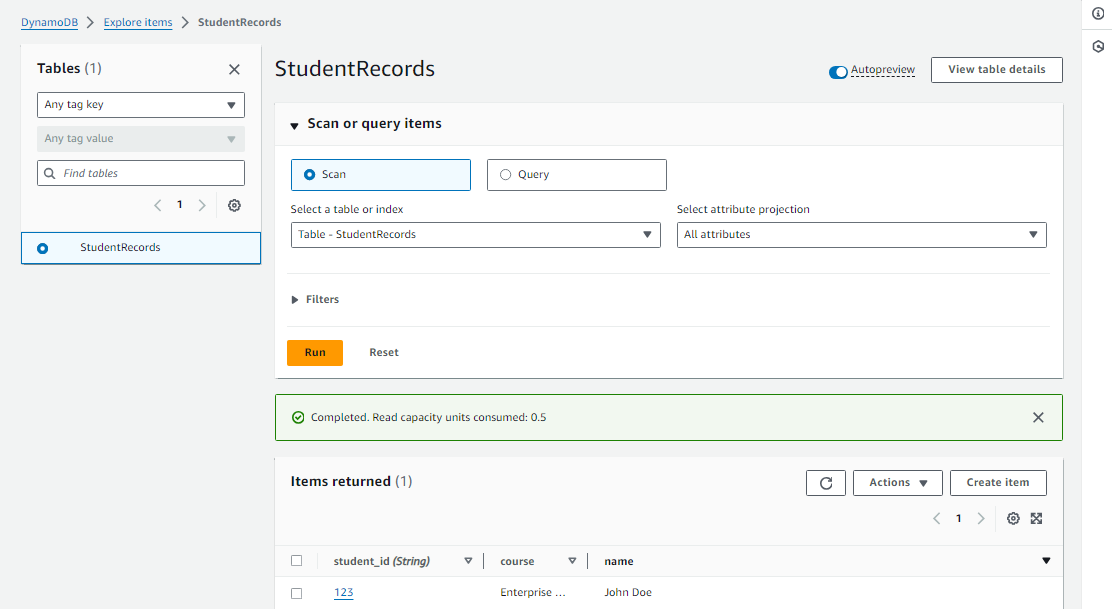 DynamoDB > Explore items > StudentRecords
Tables (1)
Any tag key
Any tag value
Find tables
1
StudentRecords
StudentRecords
Autopreview
View table details
Scan or query items
Scan
Query
Select a table or index
Select attribute projection
Table - StudentRecords
All attributes
Filters
Run
Reset
Completed. Read capacity units consumed: 0.5
Items returned (1)
Actions
Create item
1
student_id (String)
course
name
123
Enterprise ...
John Doe